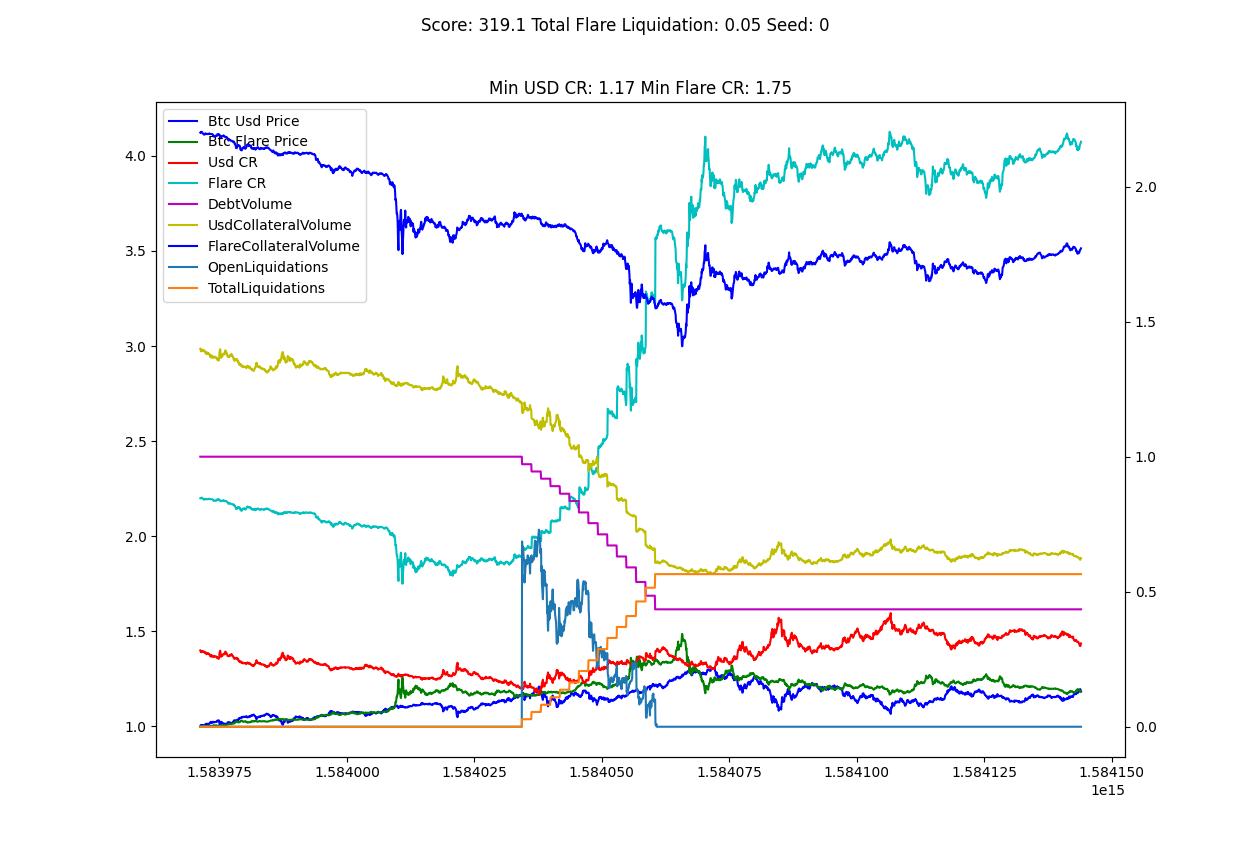 Score: 319.1 Total Flare Liquidation: 0.05 Seed: 0
Min USD CR: 1.17 Min Flare CR: 1.75
Btc Usd Price
Btc Flare Price
Usd CR
Flare CR
DebtVolume
UsdCollateralVolume
FlareCollateralVolume
OpenLiquidations
TotalLiquidations
4.0
3.5
3.0
2.5
2.0
1.5
1.0
2.0
1.5
1.0
0.5
0.0
1.583975 1.584000 1.584025 1.584050 1.584075 1.584100 1.584125 1.584150
1e15